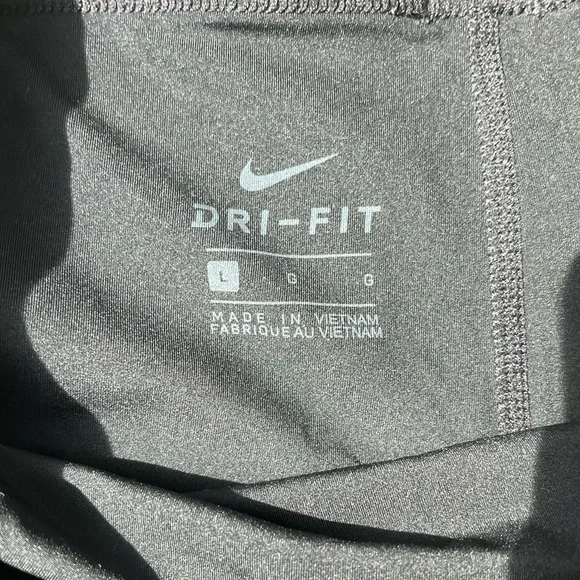 DRI-FIT
L G G
MADE IN VIETNAM
FABRIQUE AU VIETNAM